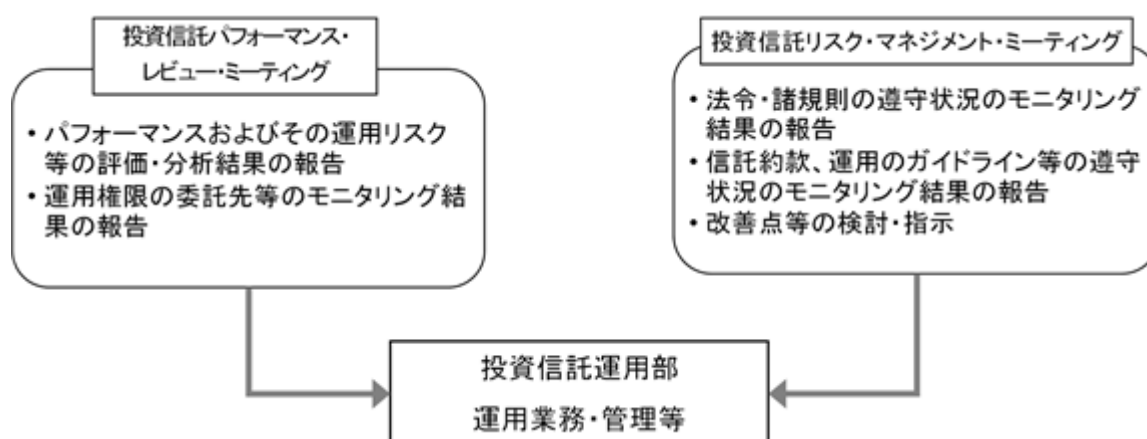 投資信託パフォーマンス・
レビュー・ミーティング
・パフォーマンスおよびその運用リスク
等の評価・分析結果の報告
・運用権限の委託先等のモニタリング結
果の報告
投資信託リスク・マネジメント・ミーティング
・法令・諸規則の遵守状況のモニタリング
結果の報告
・信託約款、運用のガイドライン等の遵守
状況のモニタリング結果の報告
・改善点等の検討・指示
投資信託運用部
運用業務・管理等